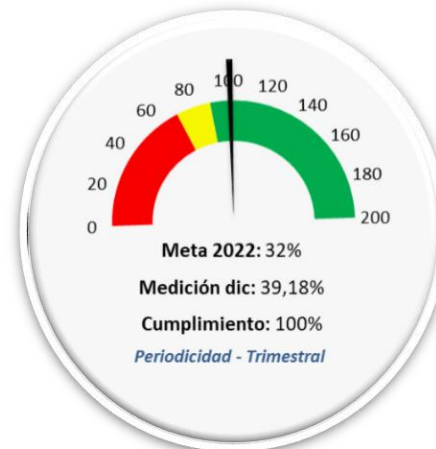 0
20
40
60
80
100
120
140
160
180
200
Meta 2022: 32%
Medición dic: 39,18%
Cumplimiento: 100%
Periodicidad - Trimestral